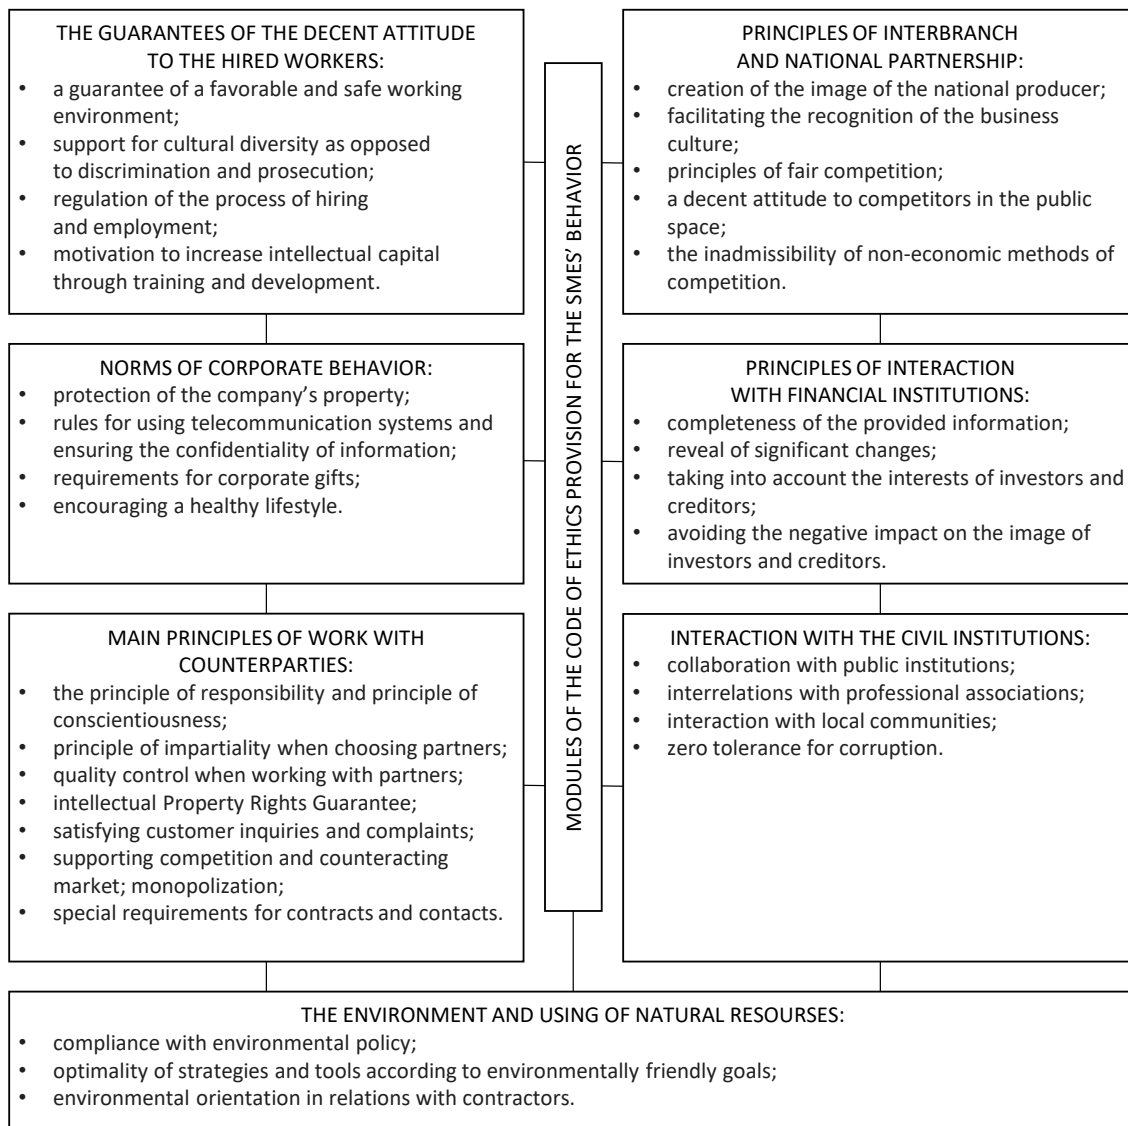 THE GUARANTEES OF THE DECENT ATTITUDE
TO THE HIRED WORKERS:
• a guarantee of a favorable and safe working
environment;
• support for cultural diversity as opposed
to discrimination and prosecution;
• regulation of the process of hiring
and employment;
• motivation to increase intellectual capital
through training and development.
NORMS OF CORPORATE BEHAVIOR:
• protection of the company’s property;
• rules for using telecommunication systems and
ensuring the confidentiality of information;
• requirements for corporate gifts;
• encouraging a healthy lifestyle.
MAIN PRINCIPLES OF WORK WITH
COUNTERPARTIES:
• the principle of responsibility and principle of
conscientiousness;
• principle of impartiality when choosing partners;
• quality control when working with partners;
• intellectual Property Rights Guarantee;
• satisfying customer inquiries and complaints;
• supporting competition and counteracting
market; monopolization;
• special requirements for contracts and contacts.
MODULES OF THE CODE OF ETHICS PROVISION FOR THE SMES’ BEHAVIOR
PRINCIPLES OF INTERBRANCH
AND NATIONAL PARTNERSHIP:
• creation of the image of the national producer;
• facilitating the recognition of the business
culture;
• principles of fair competition;
• a decent attitude to competitors in the public
space;
• the inadmissibility of non-economic methods of
competition.
PRINCIPLES OF INTERACTION
WITH FINANCIAL INSTITUTIONS:
• completeness of the provided information;
• reveal of significant changes;
• taking into account the interests of investors and
creditors;
• avoiding the negative impact on the image of
investors and creditors.
INTERACTION WITH THE CIVIL INSTITUTIONS:
• collaboration with public institutions;
• interrelations with professional associations;
• interaction with local communities;
• zero tolerance for corruption.
THE ENVIRONMENT AND USING OF NATURAL RESOURSES:
• compliance with environmental policy;
• optimality of strategies and tools according to environmentally friendly goals;
• environmental orientation in relations with contractors.